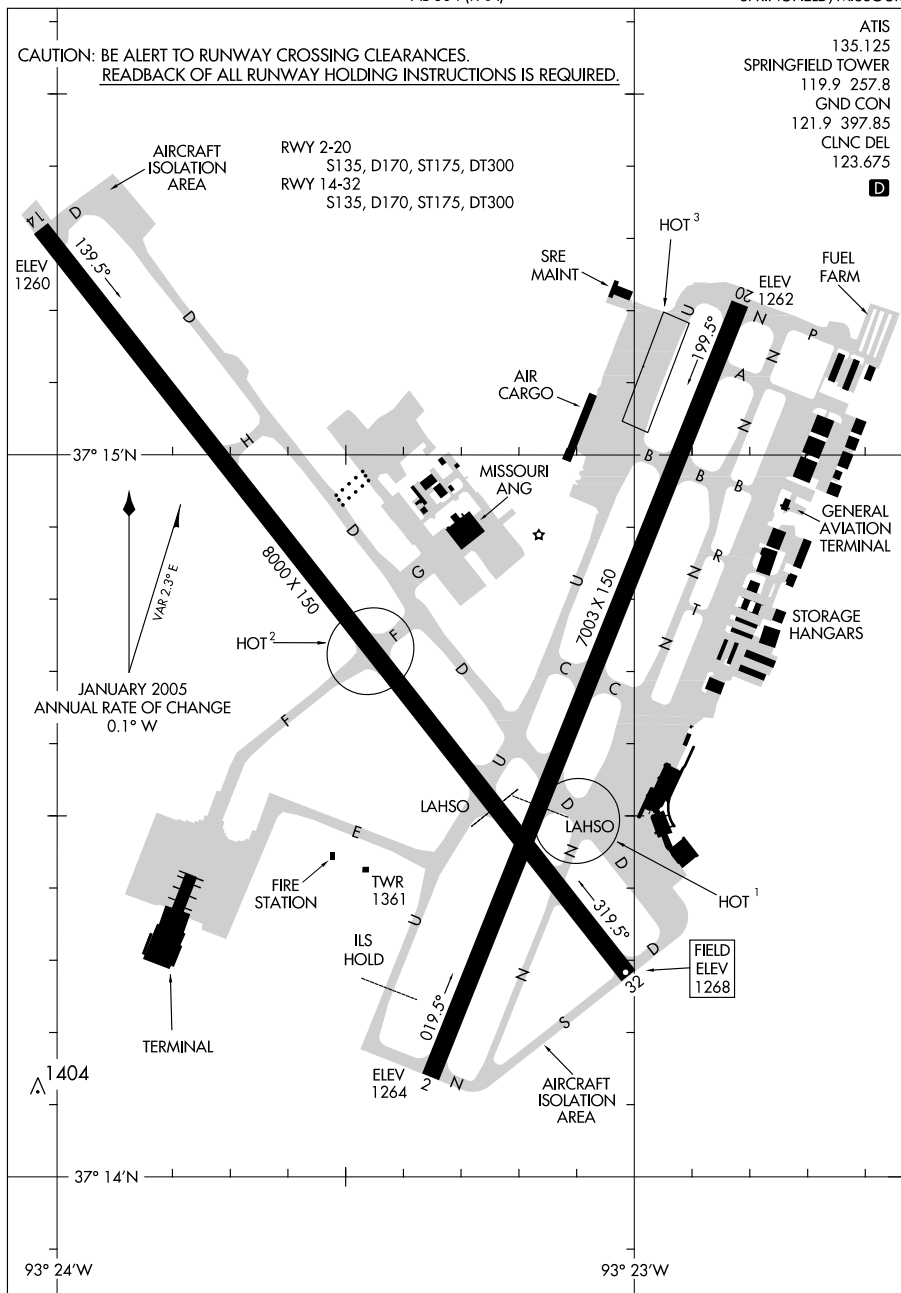 CAUTION: BE ALERT TO RUNWAY CROSSING CLEARANCES.
READBACK OF ALL RUNWAY HOLDING INSTRUCTIONS IS REQUIRED.
ATIS
135.125
SPRINGFIELD TOWER
119.9 257.8
GND CON
121.9 397.85
CLNC DEL
123.675
D
RWY 2-20
S135, D170, ST175, DT300
RWY 14-32
S135, D170, ST175, DT300
AIRCRAFT
ISOLATION
AREA
D
14
139.5°
ELEV
1260
D
HOT 3
SRE
MAINT
U
20
ELEV
1262
FUEL
FARM
N
P
199.5°
N
A
AIR
CARGO
N
H
37° 15'N
B
B
B
MISSOURI
ANG
D
GENERAL
AVIATION
TERMINAL
VAR 2.3° E
8000 X 150
G
U
7003 X 150
R
N
T
STORAGE
HANGARS
HOT 2
F
D
N
C
C
JANUARY 2005
ANNUAL RATE OF CHANGE
0.1° W
F
D
U
LAHSO
D
LAHSO
E
N
D
FIRE
STATION
TWR
1361
HOT 1
U
319.5°
ILS
HOLD
N
D
FIELD
ELEV
1268
32
019.5°
S
TERMINAL
1404
ELEV
1264
2
N
AIRCRAFT
ISOLATION
AREA
37° 14'N
93° 24'W
93° 23'W